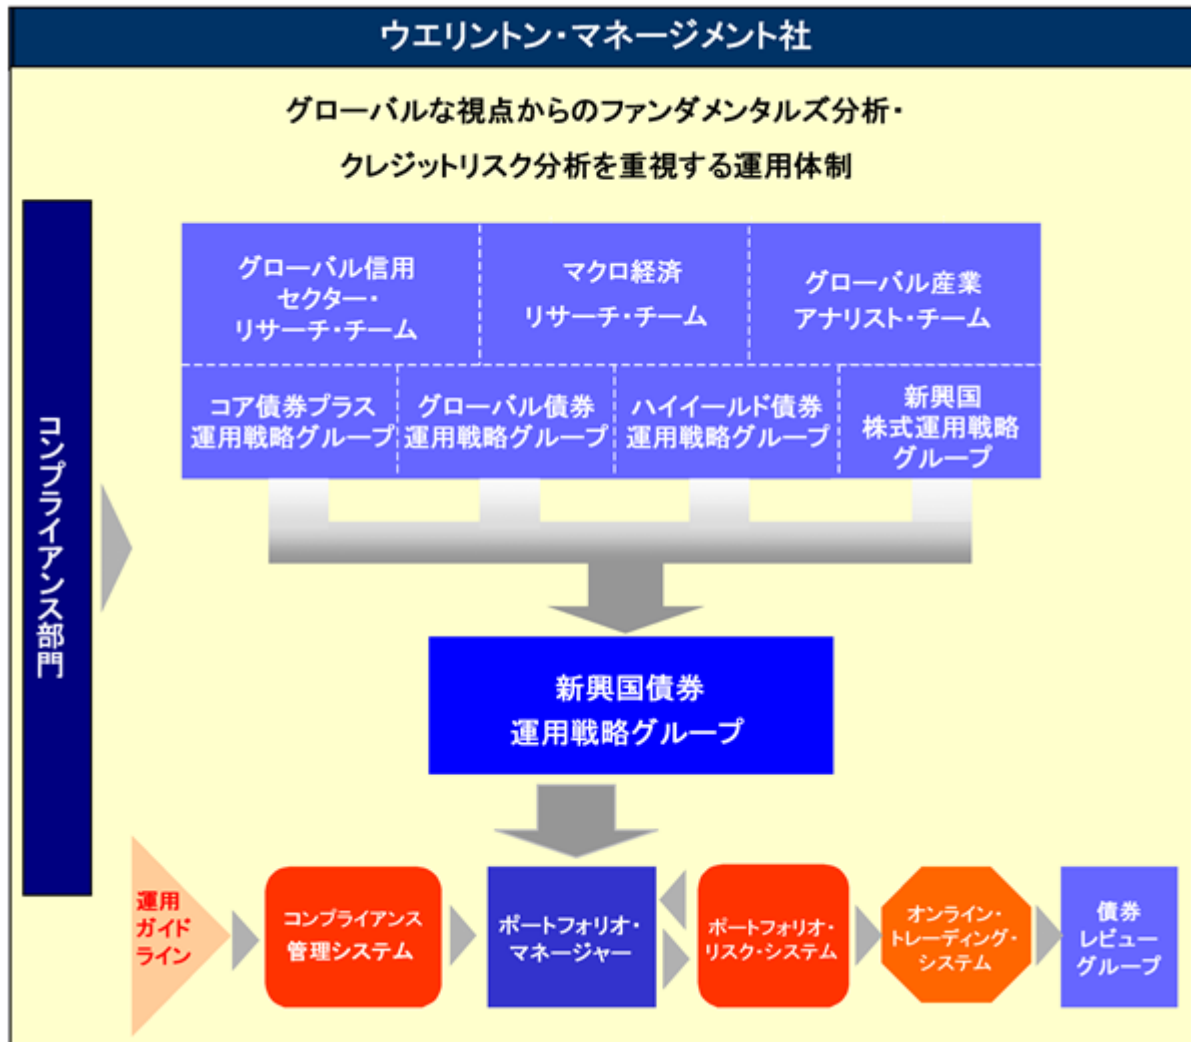 ウエリントン・マネージメント社
グローバルな視点からのファンダメンタルズ分析・
クレジットリスク分析を重視する運用体制
コンプライアンス部門
グローバル信用
セクター・
リサーチ・チーム
マクロ経済
リサーチ・チーム
グローバル産業
アナリスト・チーム
コア債券プラス
運用戦略グループ
グローバル債券
運用戦略グループ
ハイイールド債券
運用戦略グループ
新興国
株式運用戦略
グループ
新興国債券
運用戦略グループ
運用
ガイド
ライン
コンプライアンス
管理システム
ポートフォリオ・
マネージャー
ポートフォリオ・
リスク・システム
オンライン・
トレーディング・
システム
債券
レビュー
グループ